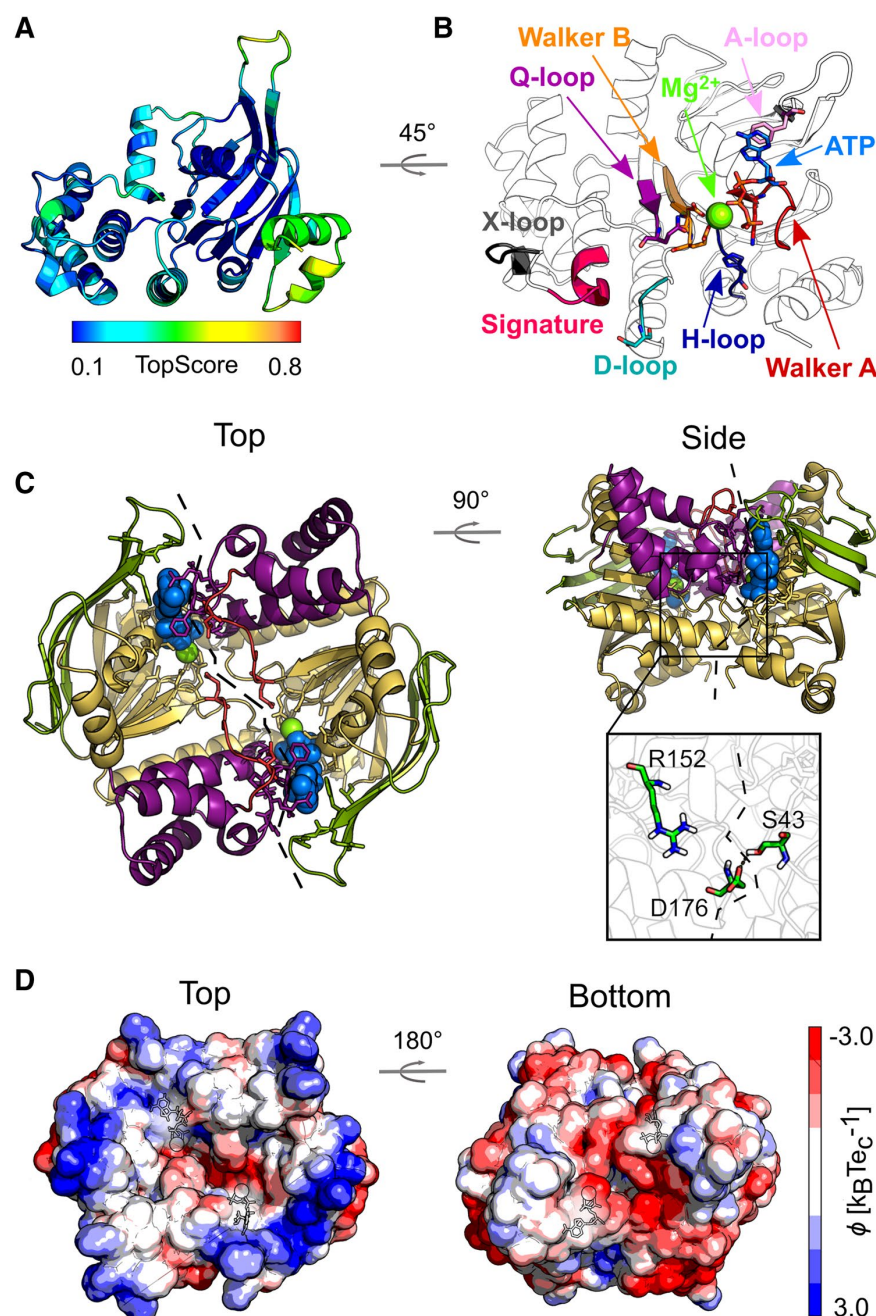 A
45°
0.1 TopScore 0.8
B
Walker B
A-loop
Q-loop
Mg2+
ATP
X-loop
Signature
D-loop
H-loop
Walker A
C
Top
90°
Side
R152
S43
D176
D
Top
180°
Bottom
-3.0
ϕ [kBTeC-1]
3.0